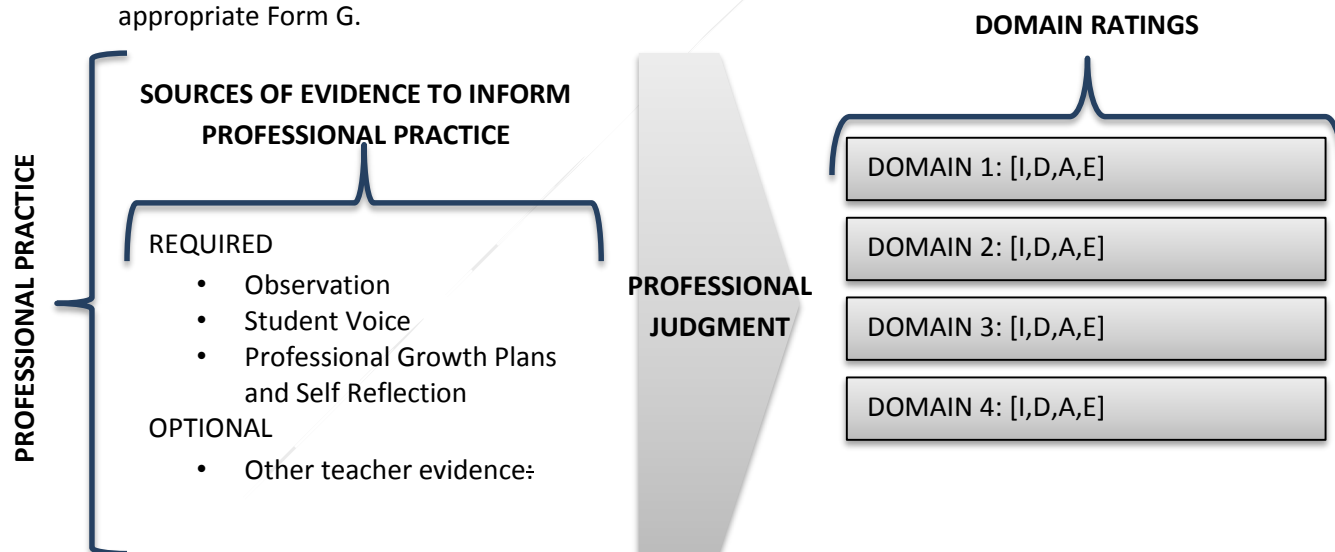 appropriate Form G.
PROFESSIONAL PRACTICE
SOURCES OF EVIDENCE TO INFORM
PROFESSIONAL PRACTICE
REQUIRED
• Observation
• Student Voice
• Professional Growth Plans
and Self Reflection
OPTIONAL
• Other teacher evidence:
PROFESSIONAL
JUDGMENT
DOMAIN RATINGS
DOMAIN 1: [I,D,A,E]
DOMAIN 2: [I,D,A,E]
DOMAIN 3: [I,D,A,E]
DOMAIN 4: [I,D,A,E]